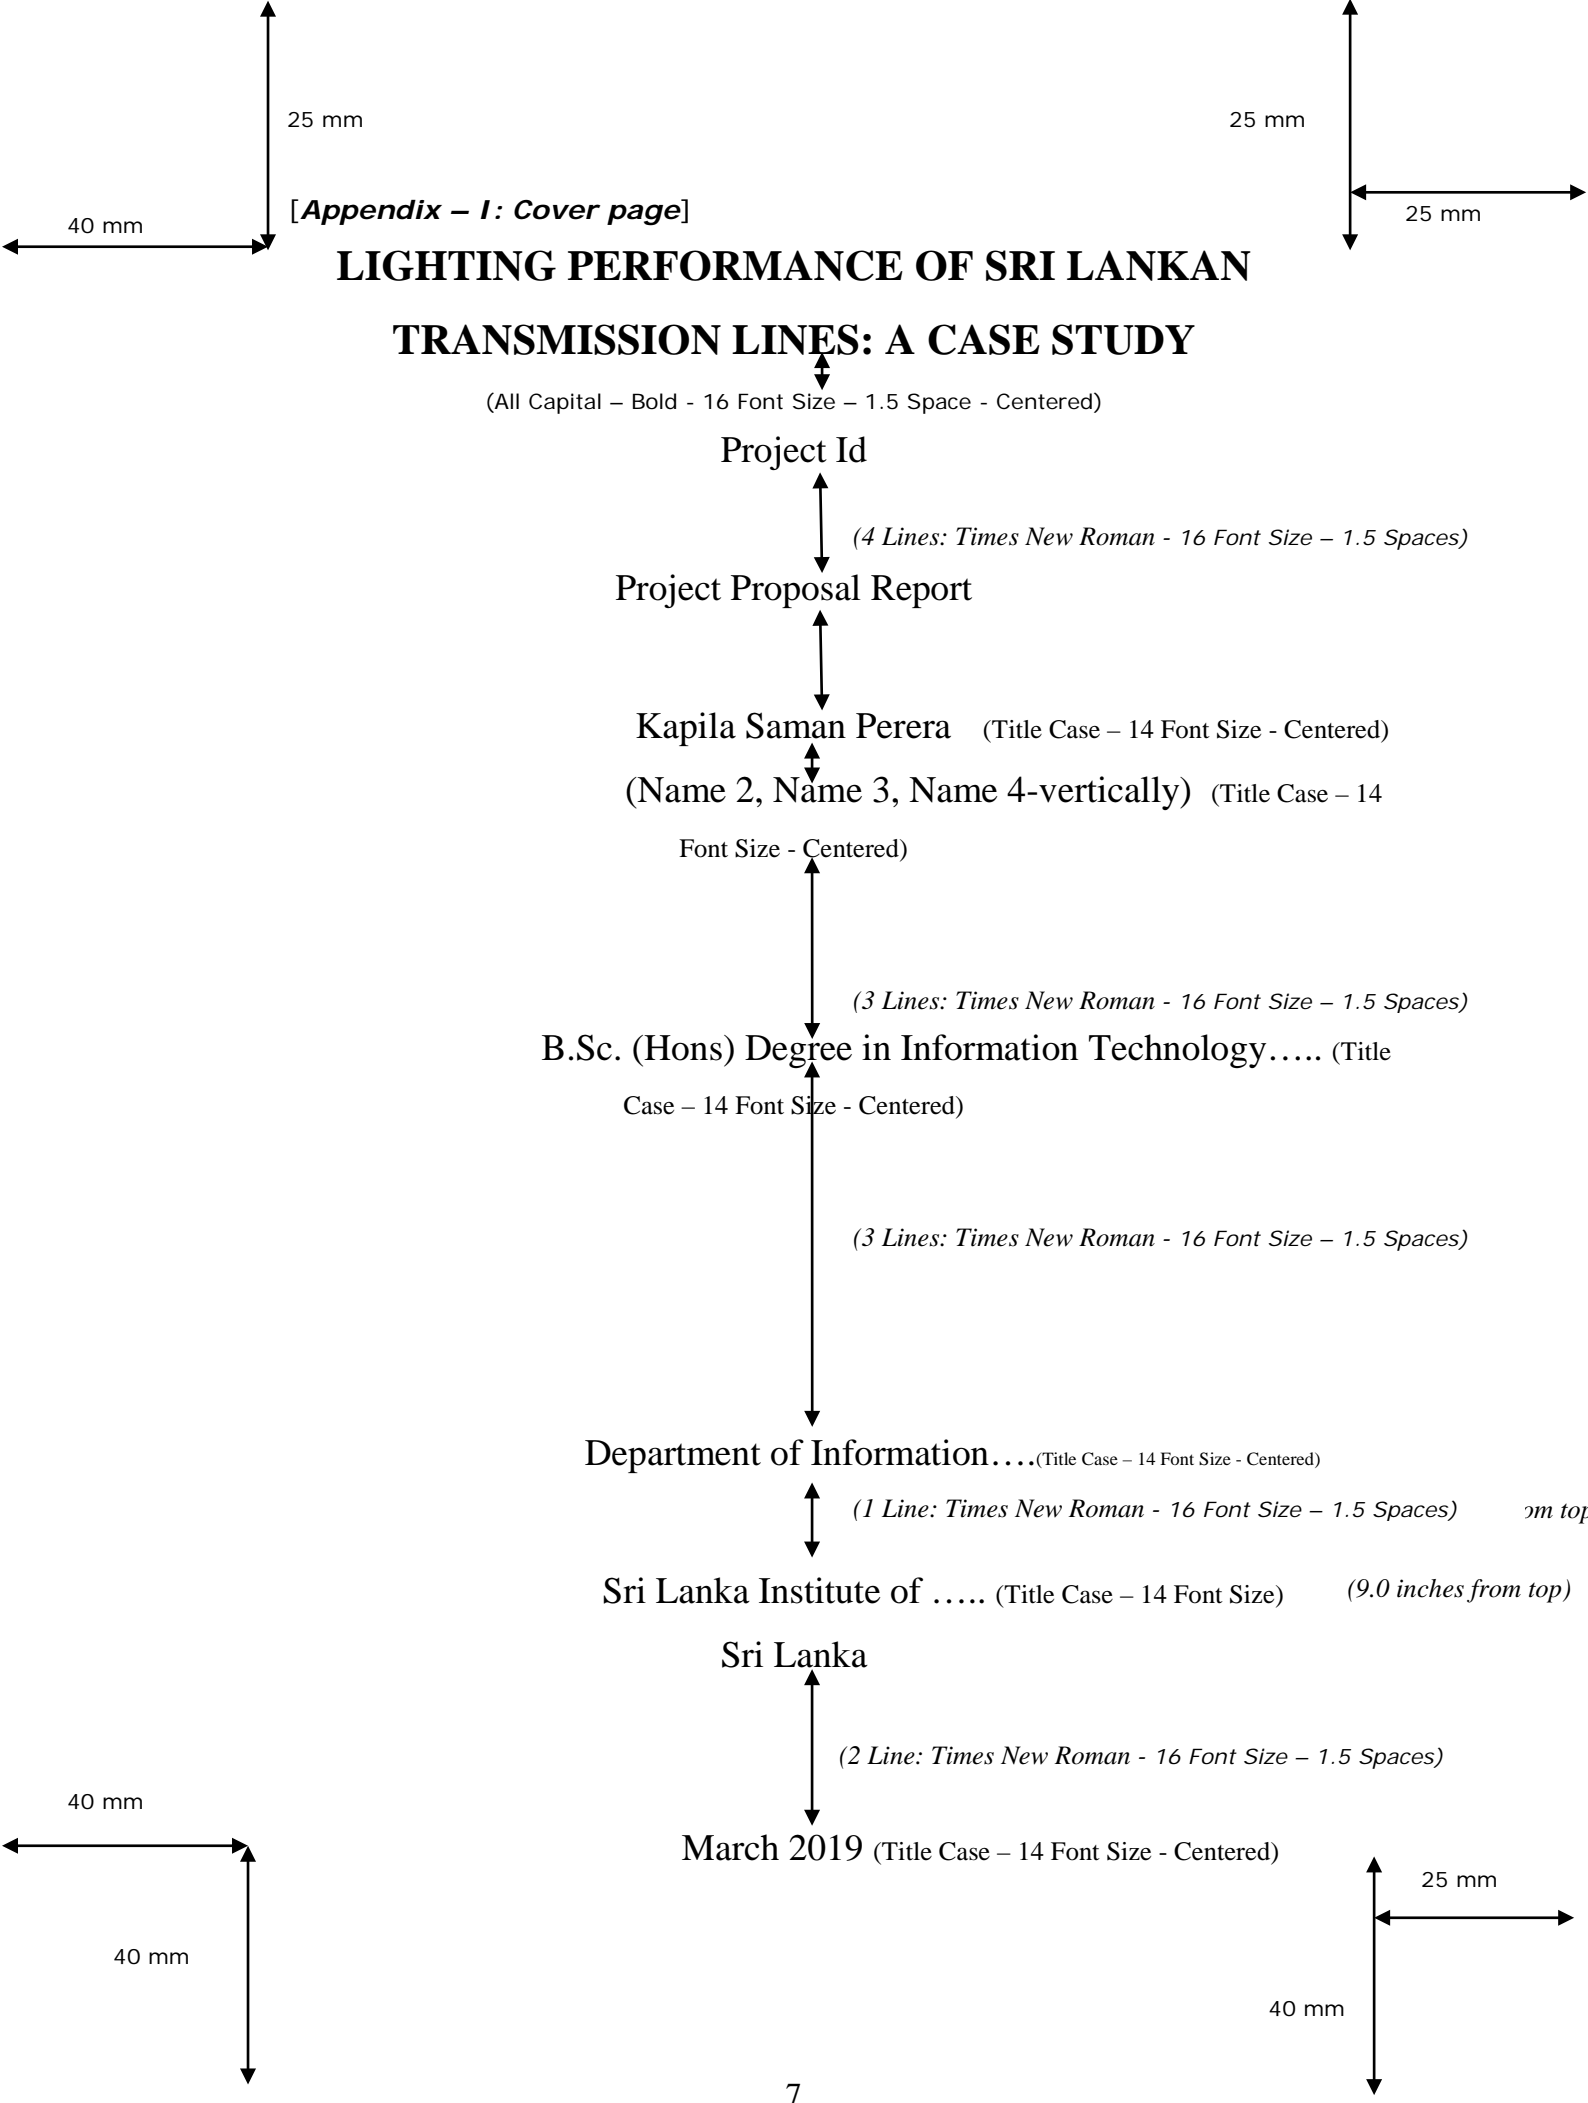 25 mm
25 mm
[Appendix – I: Cover page]
40 mm
25 mm
LIGHTING PERFORMANCE OF SRI LANKAN
TRANSMISSION LINES: A CASE STUDY
(All Capital – Bold - 16 Font Size – 1.5 Space - Centered)
Project Id
(4 Lines: Times New Roman - 16 Font Size – 1.5 Spaces)
Project Proposal Report
Kapila Saman Perera (Title Case – 14 Font Size - Centered)
(Name 2, Name 3, Name 4-vertically) (Title Case – 14
Font Size - Centered)
(3 Lines: Times New Roman - 16 Font Size – 1.5 Spaces)
B.Sc. (Hons) Degree in Information Technology….. (Title
Case – 14 Font Size - Centered)
(3 Lines: Times New Roman - 16 Font Size – 1.5 Spaces)
Department of Information….(Title Case – 14 Font Size - Centered)
(1 Line: Times New Roman - 16 Font Size – 1.5 Spaces)
Sri Lanka Institute of ….. (Title Case – 14 Font Size) (9.0 inches from top)
Sri Lanka
(2 Line: Times New Roman - 16 Font Size – 1.5 Spaces)
40 mm
March 2019 (Title Case – 14 Font Size - Centered)
25 mm
40 mm
40 mm
7